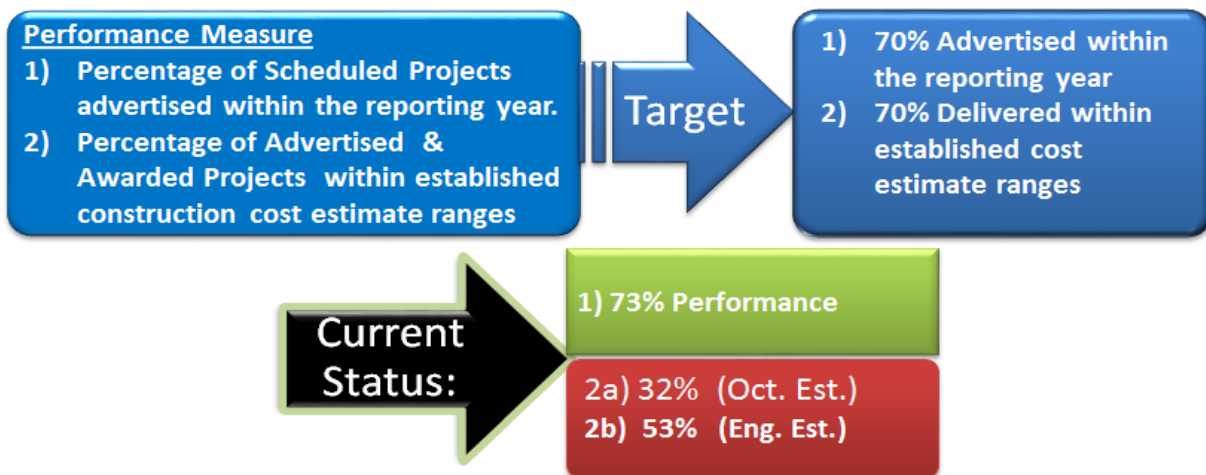 Performance Measure
1) Percentage of Scheduled Projects
advertised within the reporting year.
2) Percentage of Advertised &
Awarded Projects within established
construction cost estimate ranges
Target
1) 70% Advertised within
the reporting year
2) 70% Delivered within
established cost
estimate ranges
Current
Status:
1) 73% Performance
2a) 32% (Oct. Est.)
2b) 53% (Eng. Est.)